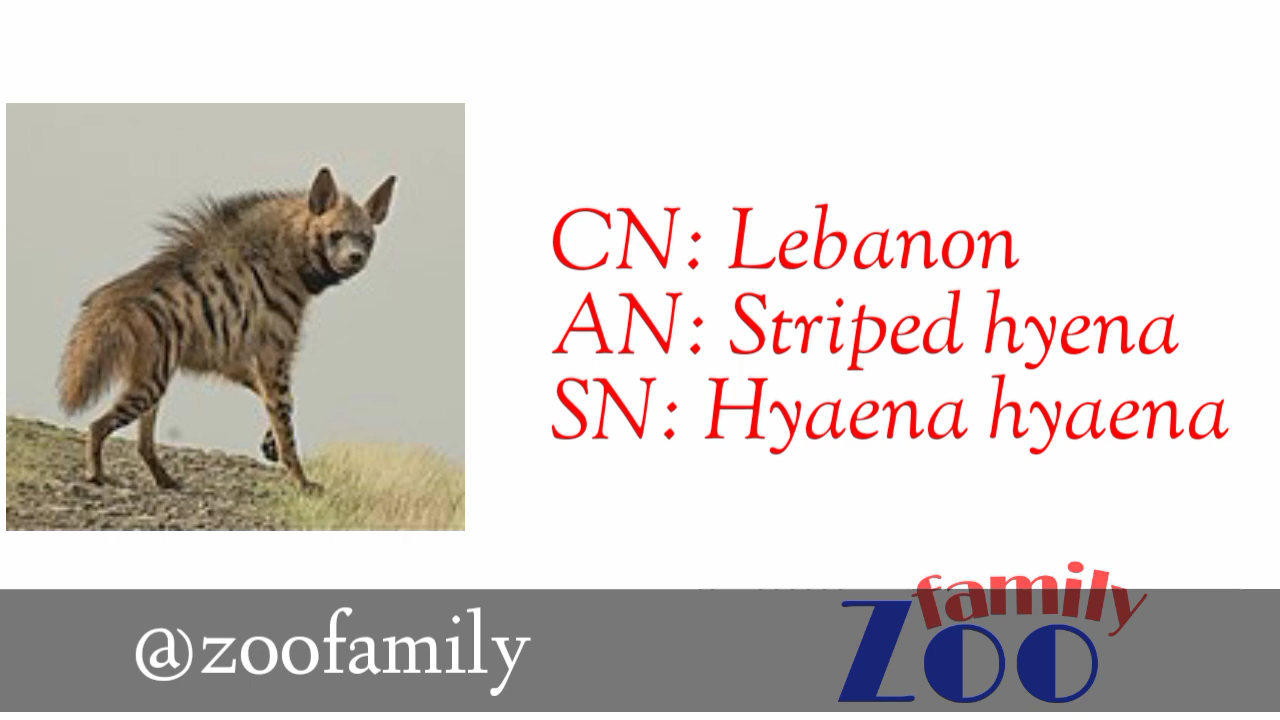 CN: Lebanon
AN: Striped hyena
SN: Hyaena hyaena
@zoofamily
family
Zoo